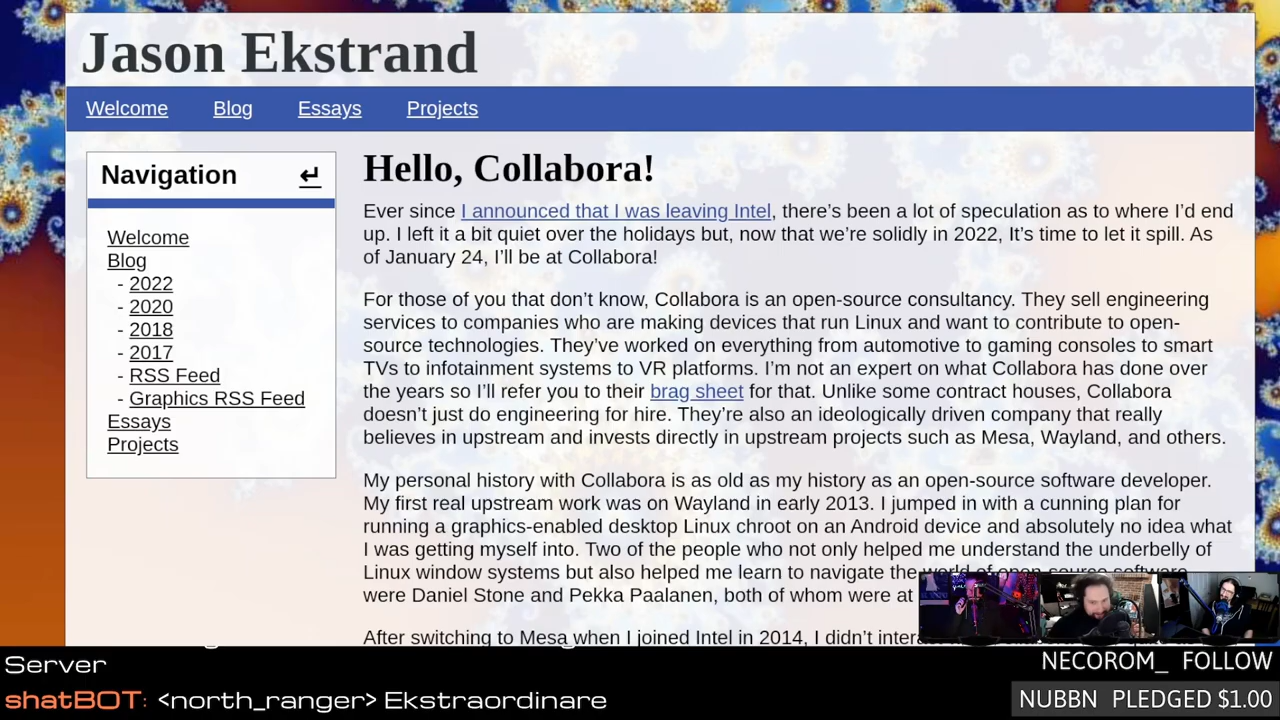 Jason Ekstrand
Welcome Blog Essays Projects
Navigation ↵
Welcome
Blog
- 2022
- 2020
- 2018
- 2017
- RSS Feed
- Graphics RSS Feed
Essays
Projects
Hello, Collabora!
Ever since I announced that I was leaving Intel, there’s been a lot of speculation as to where I’d end
up. I left it a bit quiet over the holidays but, now that we’re solidly in 2022, It’s time to let it spill. As
of January 24, I’ll be at Collabora!
For those of you that don’t know, Collabora is an open-source consultancy. They sell engineering
services to companies who are making devices that run Linux and want to contribute to open-
source technologies. They’ve worked on everything from automotive to gaming consoles to smart
TVs to infotainment systems to VR platforms. I’m not an expert on what Collabora has done over
the years so I’ll refer you to their brag sheet for that. Unlike some contract houses, Collabora
doesn’t just do engineering for hire. They’re also an ideologically driven company that really
believes in upstream and invests directly in upstream projects such as Mesa, Wayland, and others.
My personal history with Collabora is as old as my history as an open-source software developer.
My first real upstream work was on Wayland in early 2013. I jumped in with a cunning plan for
running a graphics-enabled desktop Linux chroot on an Android device and absolutely no idea what
I was getting myself into. Two of the people who not only helped me understand the underbelly of
Linux window systems but also helped me learn to navigate the world of open-source software
were Daniel Stone and Pekka Paalanen, both of whom were at
After switching to Mesa when I joined Intel in 2014, I didn’t
Server
shatBOT: <north_ranger> Ekstraordinare
NECOROM_ FOLLOW
NUBBN PLEDGED $1.00